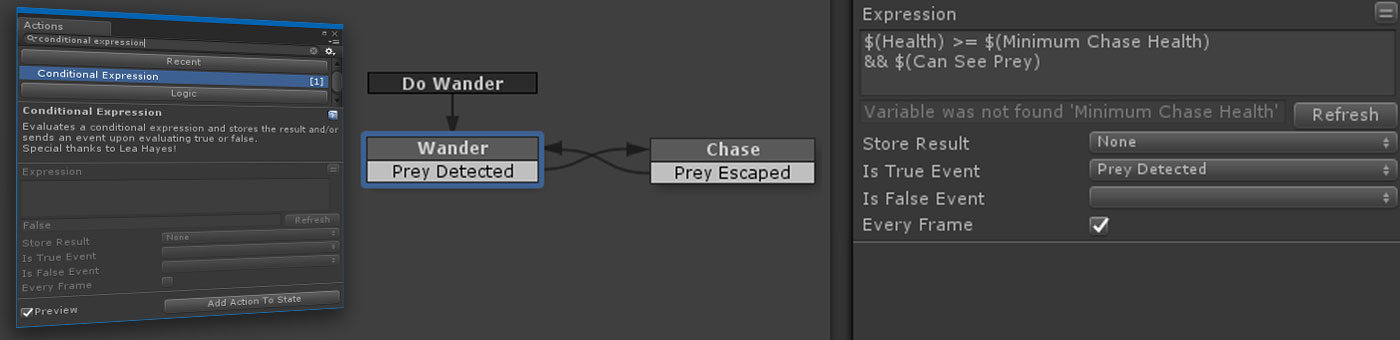 Actions
conditional expression
Recent
Conditional Expression [1]
Logic
Conditional Expression
Evaluates a conditional expression and stores the result and/or
sends an event upon evaluating true or false.
Special thanks to Lea Hayes!
Expression
False Refresh
Store Result None
Is True Event
Is False Event
Every Frame
Preview Add Action To State
Do Wander
Wander
Prey Detected
Chase
Prey Escaped
Expression
$(Health) >= $(Minimum Chase Health)
&& $(Can See Prey)
Variable was not found 'Minimum Chase Health' Refresh
Store Result None
Is True Event Prey Detected
Is False Event
Every Frame